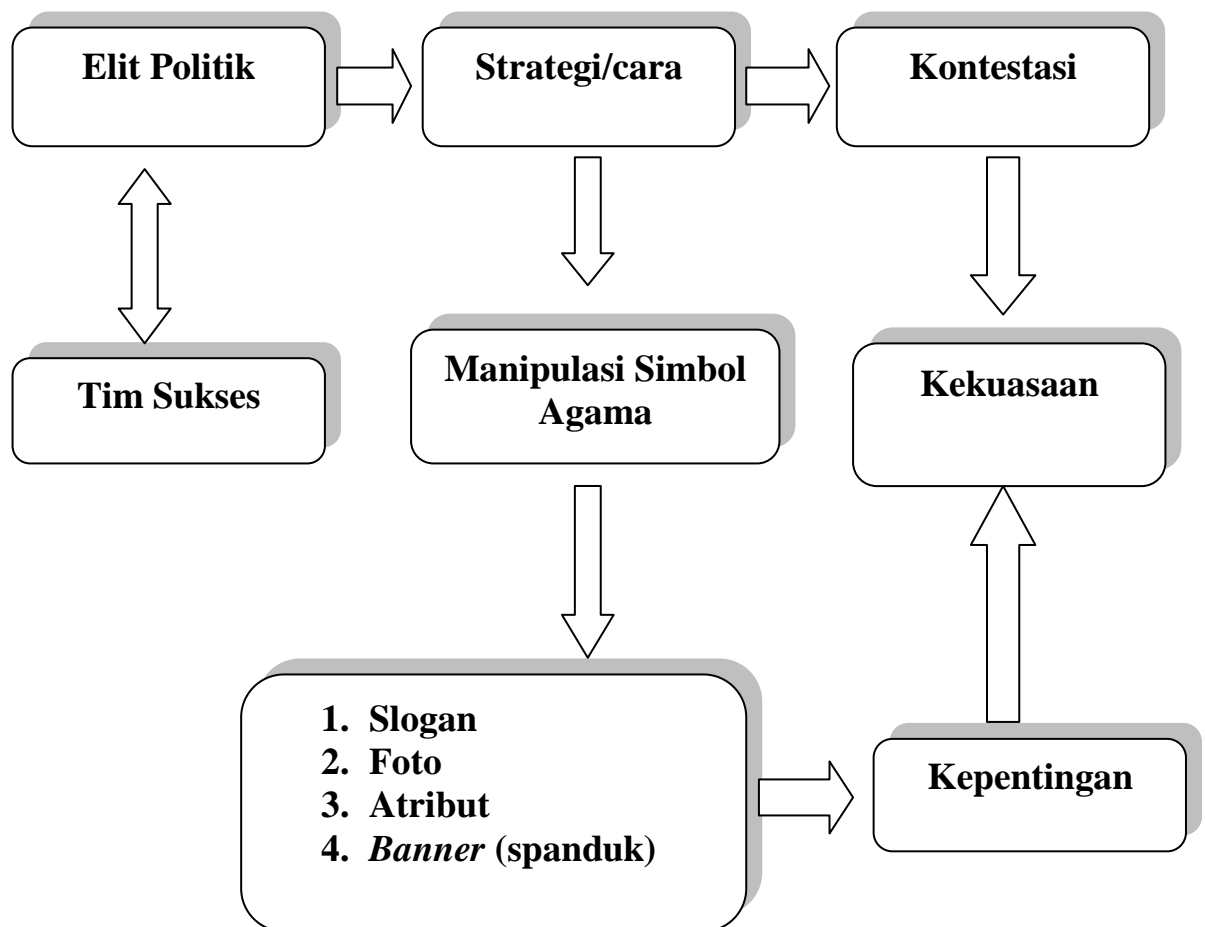 Elit Politik
Strategi/cara
Kontestasi
Tim Sukses
Manipulasi Simbol
Agama
Kekuasaan
1. Slogan
2. Foto
3. Atribut
4. Banner (spanduk)
Kepentingan